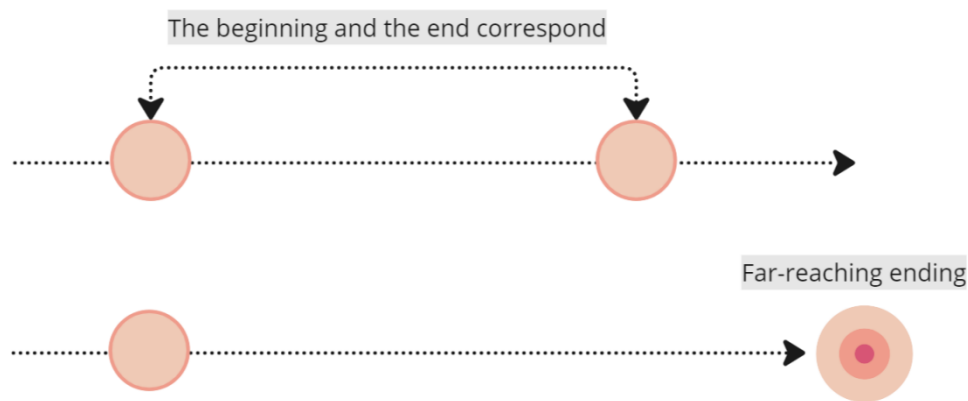 The beginning and the end correspond
Far-reaching ending